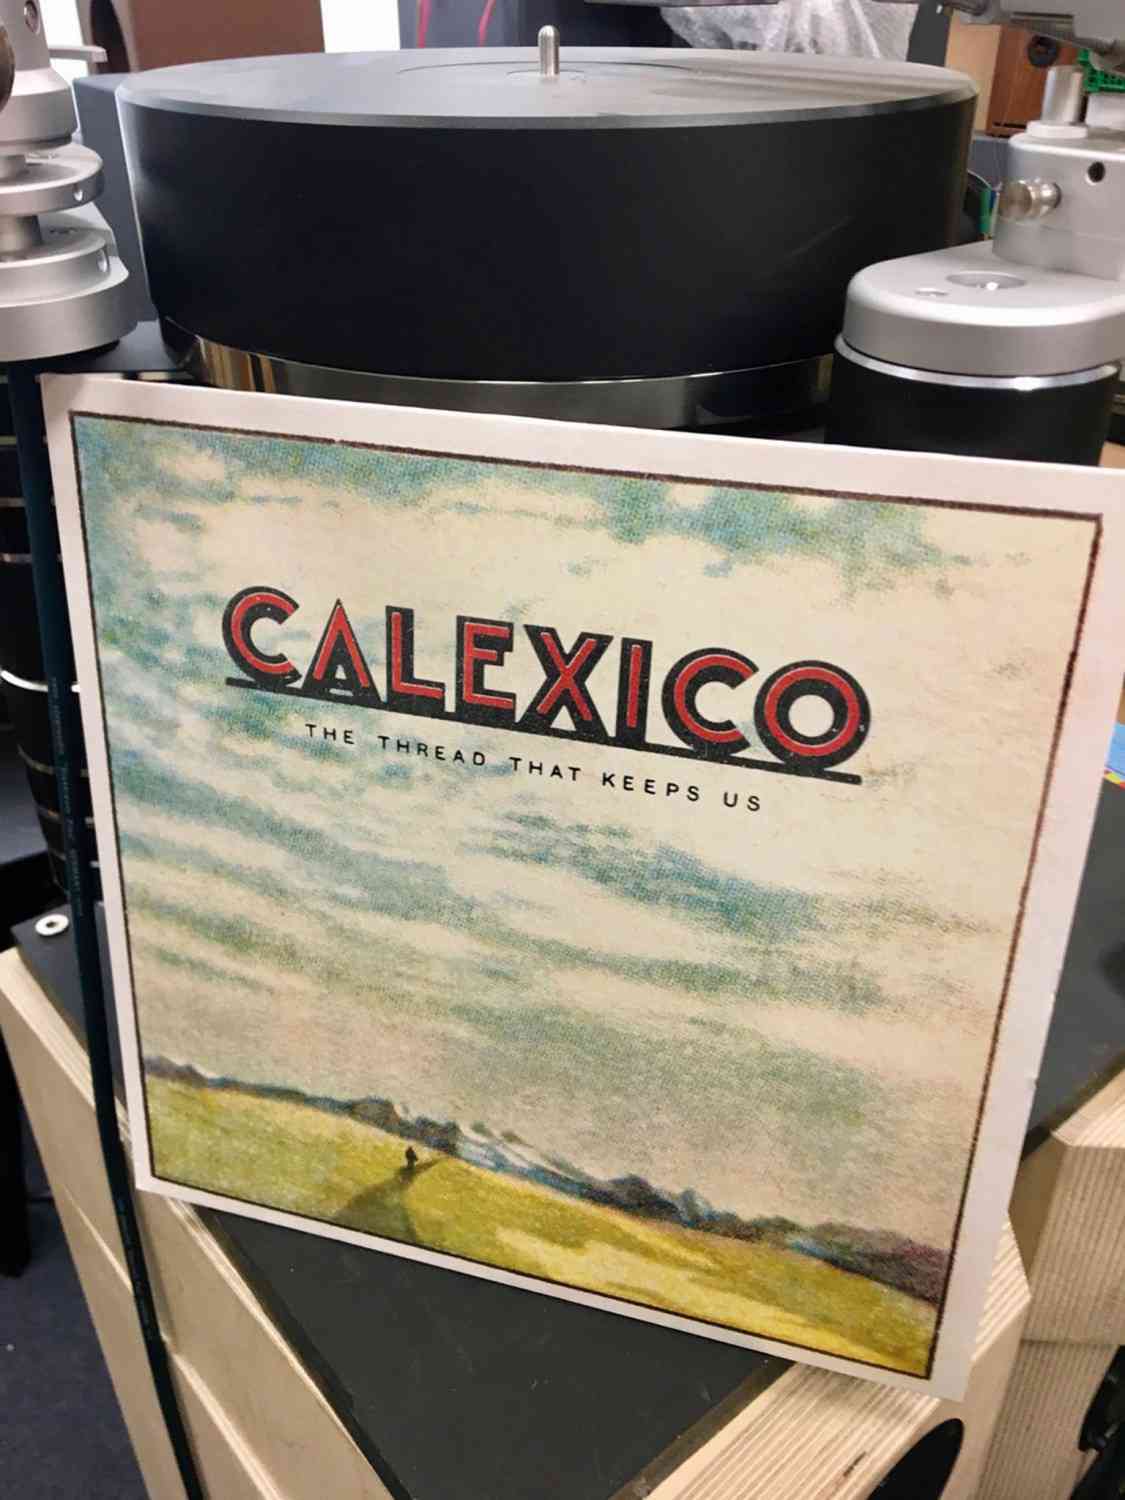 CALEXICO
THE THREAD THAT KEEPS US